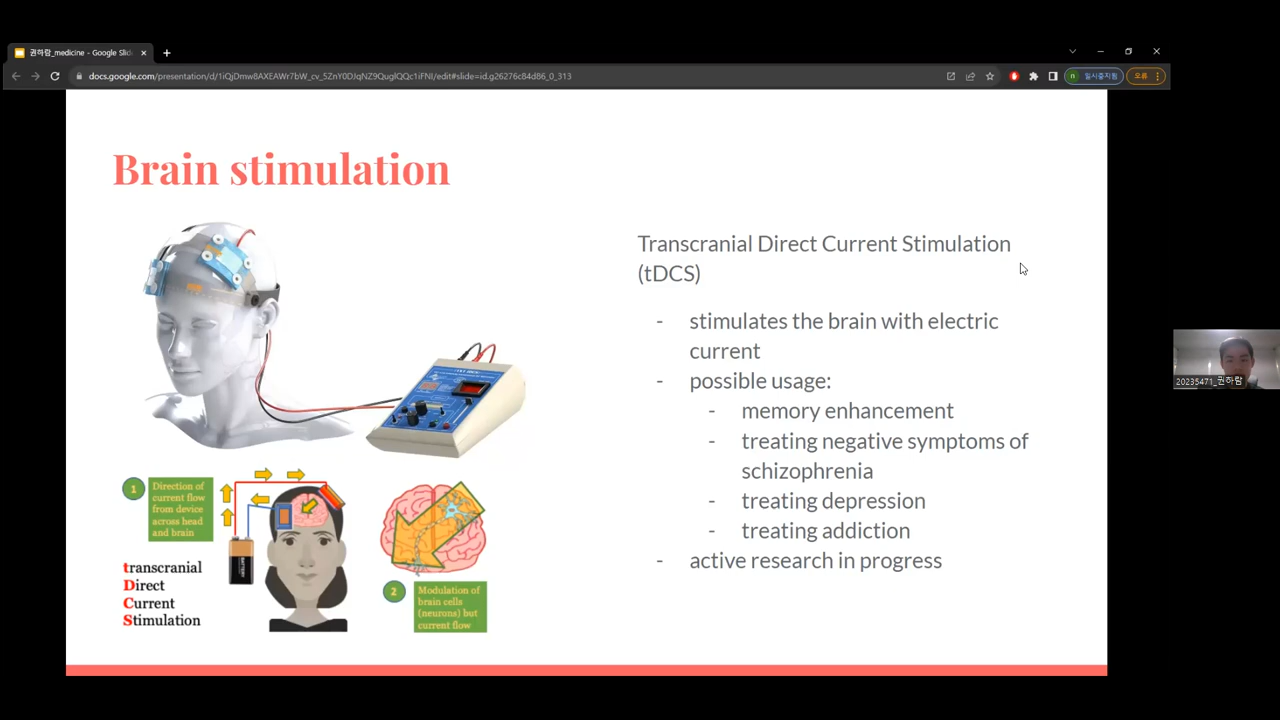 권하람_medicine - Google Slid
docs.google.com/presentation/d/1iQjDmw8AXEAWr7bW_cv_5ZnY0DJqNZ9QuglQQc1iFNI/edit#slide=id.g26276c84d86_0_313
n 일시중지됨
오류
Brain stimulation
Transcranial Direct Current Stimulation
(tDCS)
- stimulates the brain with electric
current
- possible usage:
- memory enhancement
- treating negative symptoms of
schizophrenia
- treating depression
- treating addiction
- active research in progress
1
Direction of
current flow
from device
across head
and brain
BATTERY
transcranial
Direct
Current
Stimulation
2
Modulation of
brain cells
(neurons) but
current flow
20235471_권하람